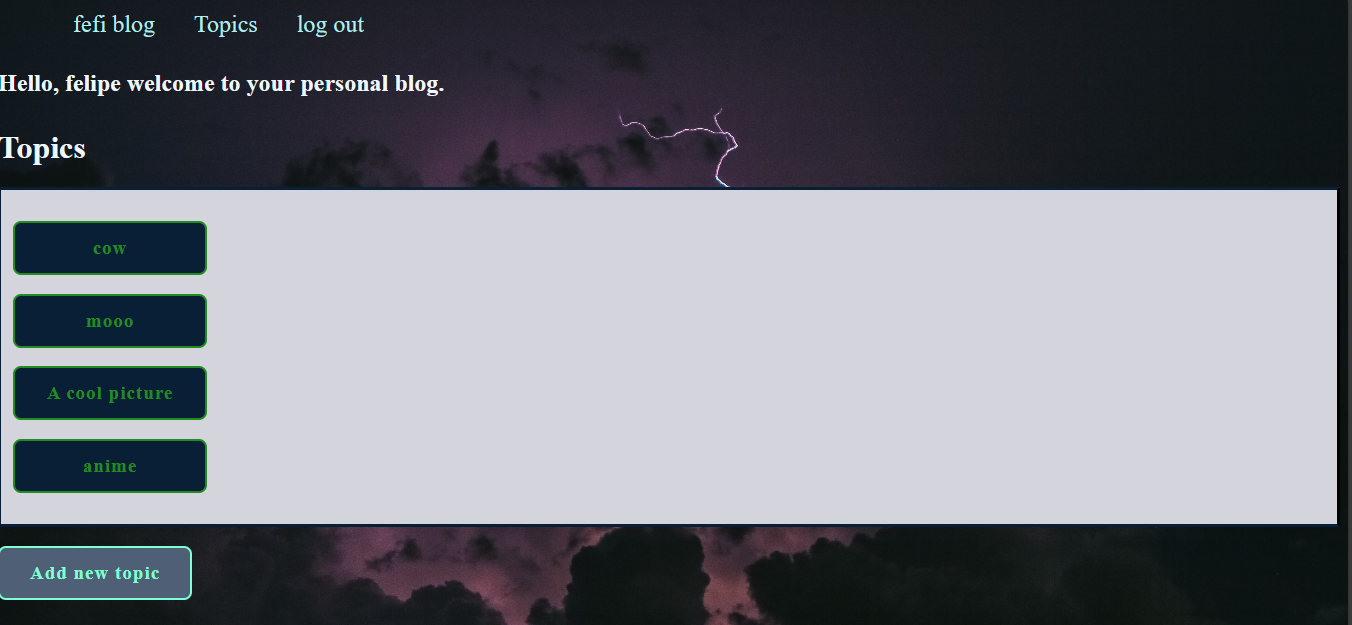 fefi blog Topics log out
Hello, felipe welcome to your personal blog.
Topics
cow
mooo
A cool picture
anime
Add new topic